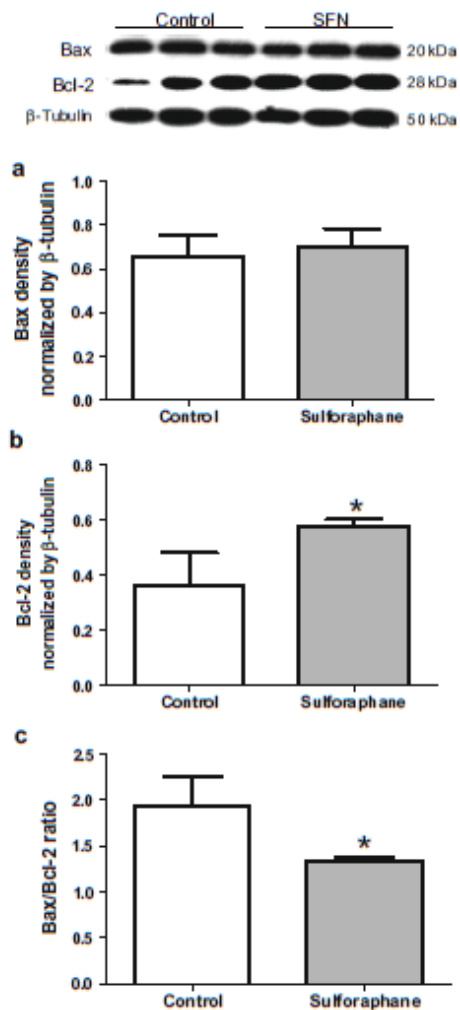 Control SFN
Bax 20 kDa
Bcl-2 28 kDa
β-Tubulin 50 kDa
a
Bax density
normalized by β-tubulin
1.0
0.8
0.6
0.4
0.2
0.0
Control Sulforaphane
b
Bcl-2 density
normalized by β-tubulin
0.8
0.6
0.4
0.2
0.0
*
Control Sulforaphane
c
Bax/Bcl-2 ratio
2.5
2.0
1.5
1.0
0.5
0.0
*
Control Sulforaphane